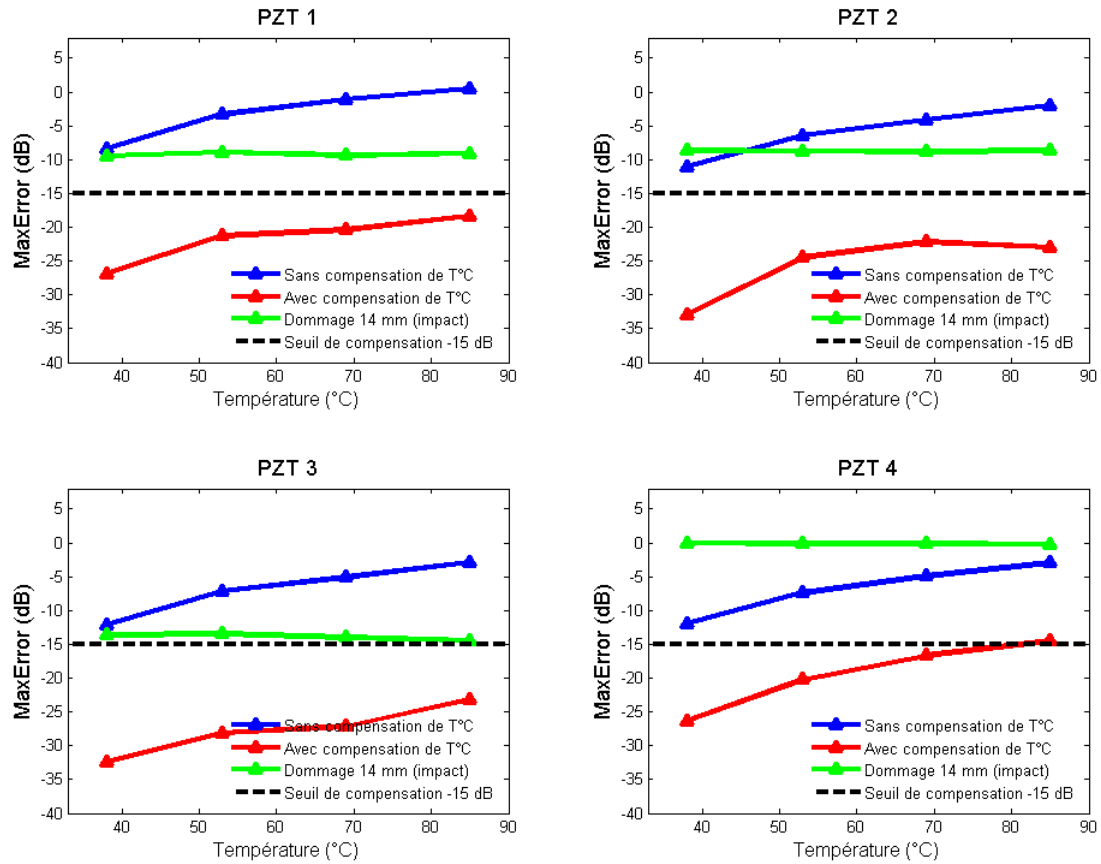 PZT 1
MaxError (dB)
5
0
-5
-10
-15
-20
-25
-30
-35
-40
Sans compensation de T°C
Avec compensation de T°C
Dommage 14 mm (impact)
Seuil de compensation -15 dB
40 50 60 70 80 90
Température (°C)
PZT 2
MaxError (dB)
5
0
-5
-10
-15
-20
-25
-30
-35
-40
Sans compensation de T°C
Avec compensation de T°C
Dommage 14 mm (impact)
Seuil de compensation -15 dB
40 50 60 70 80 90
Température (°C)
PZT 3
MaxError (dB)
5
0
-5
-10
-15
-20
-25
-30
-35
-40
Sans compensation de T°C
Avec compensation de T°C
Dommage 14 mm (impact)
Seuil de compensation -15 dB
40 50 60 70 80 90
Température (°C)
PZT 4
MaxError (dB)
5
0
-5
-10
-15
-20
-25
-30
-35
-40
Sans compensation de T°C
Avec compensation de T°C
Dommage 14 mm (impact)
Seuil de compensation -15 dB
40 50 60 70 80 90
Température (°C)